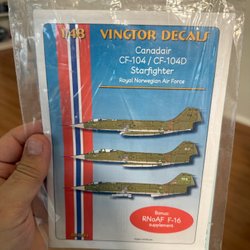 1/48 VINGTOR DECALS
Canadair
CF-104 / CF-104D
Starfighter
Royal Norwegian Air Force
Bonus:
RNoAF F-16
supplement